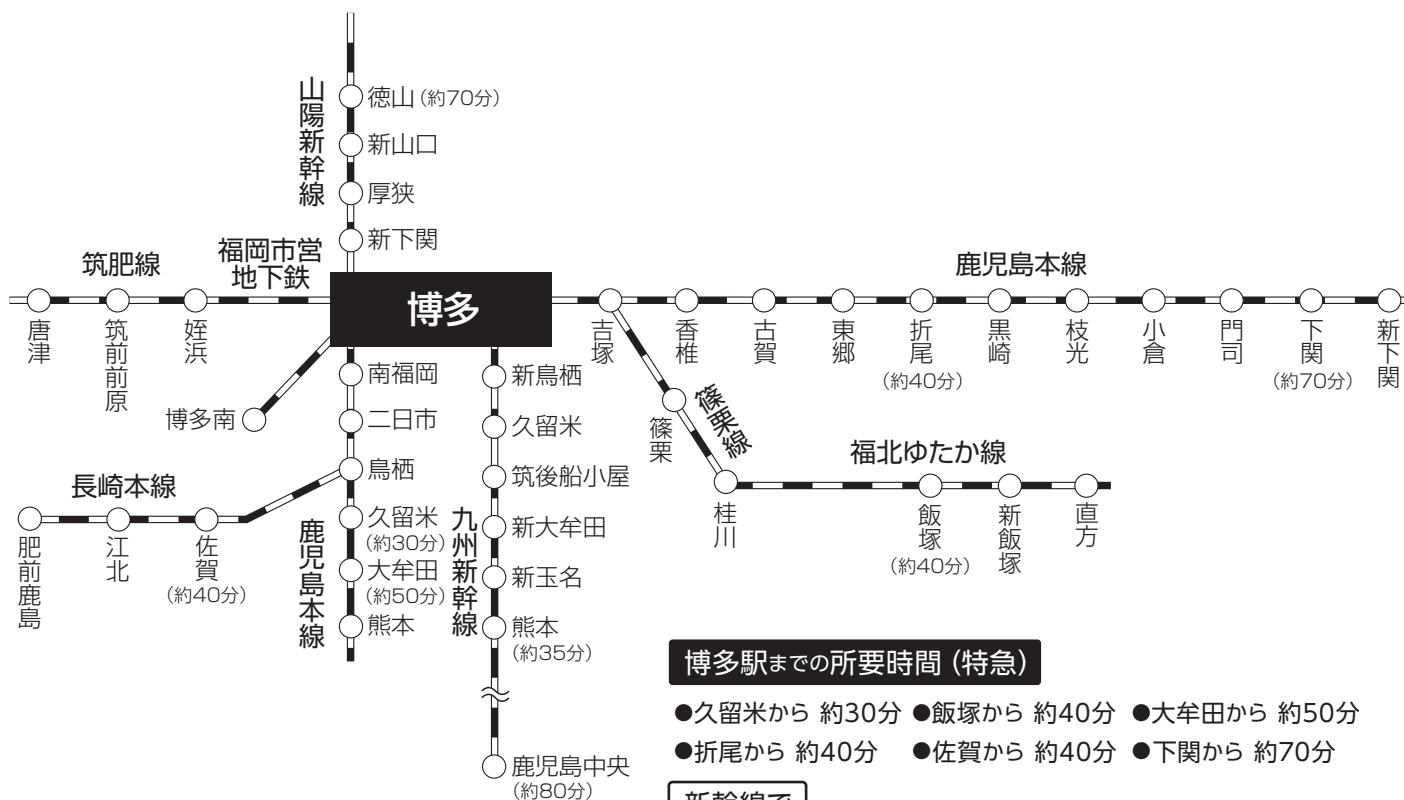 山陽新幹線
徳山（約70分）
新山口
厚狭
新下関
筑肥線
福岡市営
地下鉄
鹿児島本線
博多
唐津
筑前前原
姪浜
吉塚
香椎
古賀
東郷
折尾
（約40分）
黒崎
枝光
小倉
門司
下関
（約70分）
新下関
博多南
南福岡
二日市
鳥栖
久留米
（約30分）
大牟田
（約50分）
熊本
鹿児島本線
長崎本線
肥前鹿島
江北
佐賀
（約40分）
九州新幹線
新鳥栖
久留米
筑後船小屋
新大牟田
新玉名
熊本
（約35分）
鹿児島中央
（約80分）
篠栗
篠栗線
桂川
福北ゆたか線
飯塚
（約40分）
新飯塚
直方
博多駅までの所要時間（特急）
●久留米から 約30分 ●飯塚から 約40分 ●大牟田から 約50分
●折尾から 約40分 ●佐賀から 約40分 ●下関から 約70分
新幹線で